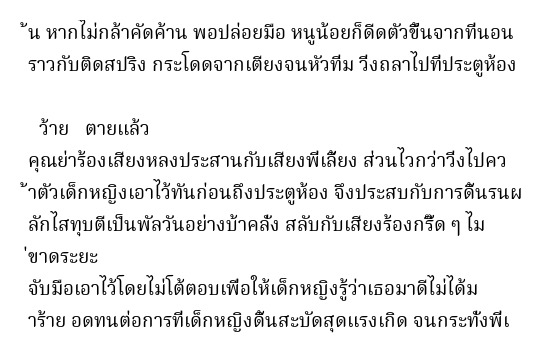 ้น หากไม่กล้าคัดค้าน พอปล่อยมือ หนูน้อยก็ดีดตัวขึ้นจากที่นอน
ราวกับติดสปริง กระโดดจากเตียงจนหัวทิ่ม วิ่งถลาไปที่ประตูห้อง
ว้าย ตายแล้ว
คุณย่าร้องเสียงหลงประสานกับเสียงพี่เลี้ยง ส่วนไวกว่าวิ่งไปคว
้าตัวเด็กหญิงเอาไว้ทันก่อนถึงประตูห้อง จึงประสบกับการดิ้นรนผ
ลักไสทุบตีเป็นพัลวันอย่างบ้าคลั่ง สลับกับเสียงร้องกรี๊ด ๆ ไม
่ขาดระยะ
จับมือเอาไว้โดยไม่โต้ตอบเพื่อให้เด็กหญิงรู้ว่าเธอมาดีไม่ได้ม
าร้าย อดทนต่อการที่เด็กหญิงดิ้นสะบัดสุดแรงเกิด จนกระทั่งพี่เ